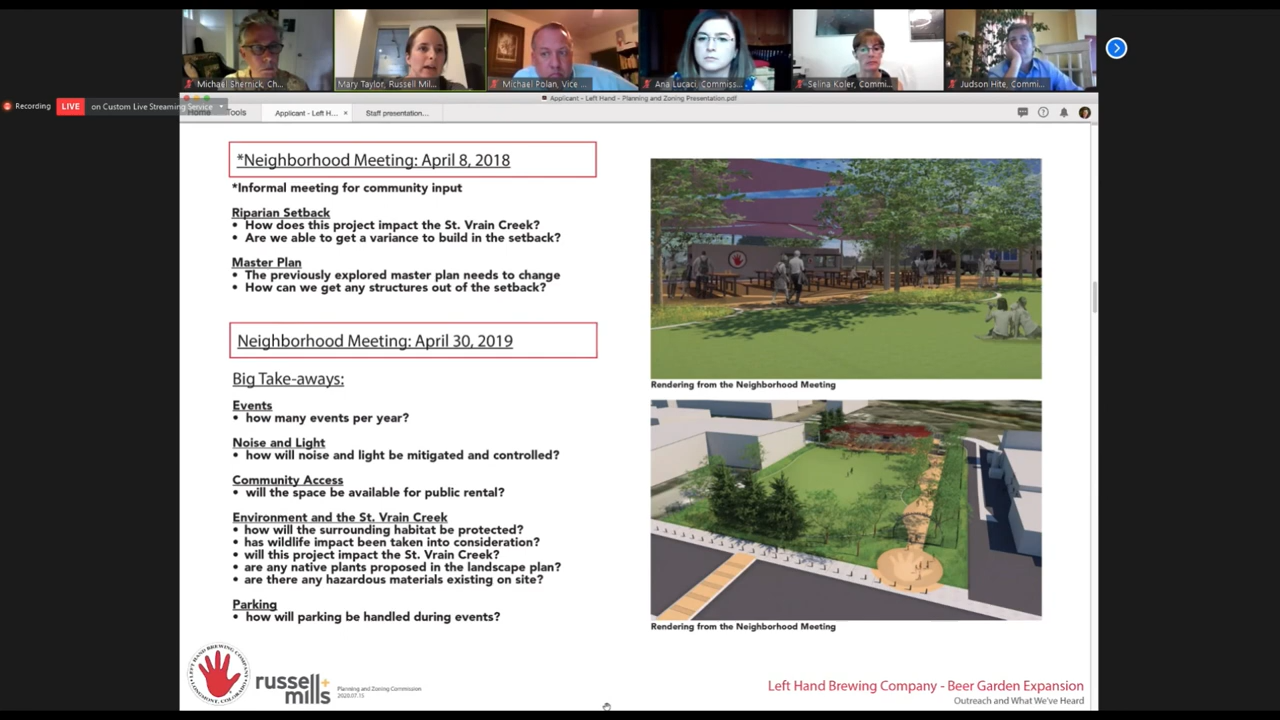 Michael Shernick, Ch...
Mary Taylor, Russell Mil...
Michael Polan, Vice ...
Ana Lucaci, Commiss...
Selina Koler, Commi...
Judson Hite, Commi...
Recording
LIVE
on Custom Live Streaming Service
Applicant - Left Hand - Planning and Zoning Presentation.pdf
Home
Tools
Applicant - Left H... ×
Staff presentation...
*Neighborhood Meeting: April 8, 2018
*Informal meeting for community input
Riparian Setback
• How does this project impact the St. Vrain Creek?
• Are we able to get a variance to build in the setback?
Master Plan
• The previously explored master plan needs to change
• How can we get any structures out of the setback?
Neighborhood Meeting: April 30, 2019
Big Take-aways:
Events
• how many events per year?
Noise and Light
• how will noise and light be mitigated and controlled?
Community Access
• will the space be available for public rental?
Environment and the St. Vrain Creek
• how will the surrounding habitat be protected?
• has wildlife impact been taken into consideration?
• will this project impact the St. Vrain Creek?
• are any native plants proposed in the landscape plan?
• are there any hazardous materials existing on site?
Parking
• how will parking be handled during events?
Rendering from the Neighborhood Meeting
Rendering from the Neighborhood Meeting
LEFT HAND BREWING COMPANY
LONGMONT, COLORADO
russell+
mills
Planning and Zoning Commission
2020.07.15
Left Hand Brewing Company - Beer Garden Expansion
Outreach and What We've Heard